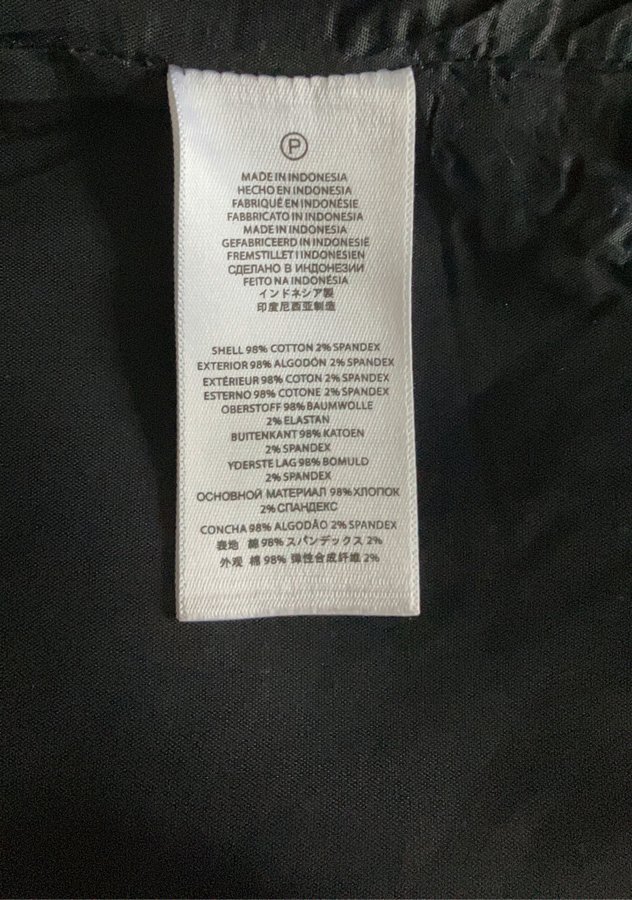 P
MADE IN INDONESIA
HECHO EN INDONESIA
FABRIQUÉ EN INDONÉSIE
FABBRICATO IN INDONESIA
MADE IN INDONESIA
GEFABRICEERD IN INDONESIË
FREMSTILLET I INDONESIEN
СДЕЛАНО В ИНДОНЕЗИИ
FEITO NA INDONÉSIA
インドネシア製
印度尼西亚制造
SHELL 98% COTTON 2% SPANDEX
EXTERIOR 98% ALGODÓN 2% SPANDEX
EXTÉRIEUR 98% COTON 2% SPANDEX
ESTERNO 98% COTONE 2% SPANDEX
OBERSTOFF 98% BAUMWOLLE
2% ELASTAN
BUITENKANT 98% KATOEN
2% SPANDEX
YDERSTE LAG 98% BOMULD
2% SPANDEX
ОСНОВНОЙ МАТЕРИАЛ 98% ХЛОПОК
2% СПАНДЕКС
CONCHA 98% ALGODÃO 2% SPANDEX
表地 綿 98% スパンデックス 2%
外观 棉 98% 弹性合成纤维 2%